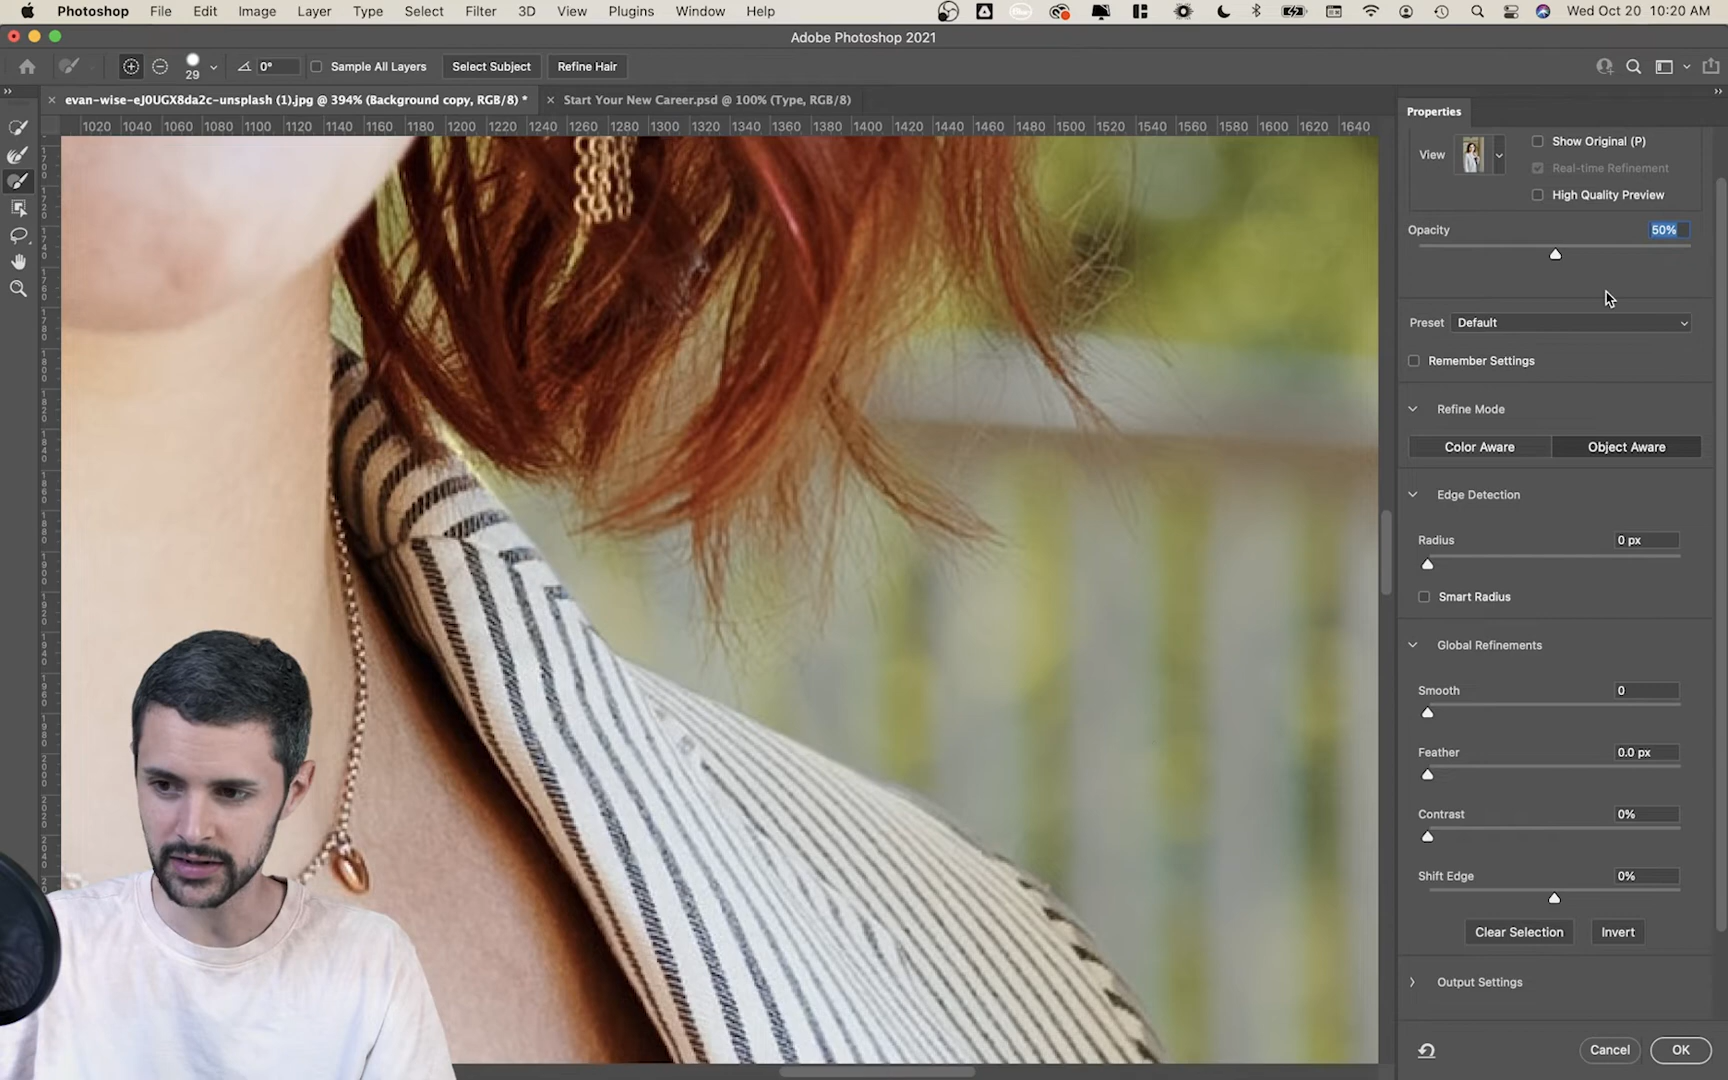 Photoshop File Edit Image Layer Type Select Filter 3D View Plugins Window Help Wed Oct 20 10:20 AM
Adobe Photoshop 2021
29 0° Sample All Layers Select Subject Refine Hair
evan-wise-eJ0UGX8da2c-unsplash (1).jpg @ 394% (Background copy, RGB/8) * Start Your New Career.psd @ 100% (Type, RGB/8)
1020 1040 1060 1080 1100 1120 1140 1160 1180 1200 1220 1240 1260 1280 1300 1320 1340 1360 1380 1400 1420 1440 1460 1480 1500 1520 1540 1560 1580 1600 1620 1640
Properties
View Show Original (P)
Real-time Refinement
High Quality Preview
Opacity 50%
Preset Default
Remember Settings
Refine Mode
Color Aware Object Aware
Edge Detection
Radius 0 px
Smart Radius
Global Refinements
Smooth 0
Feather 0.0 px
Contrast 0%
Shift Edge 0%
Clear Selection Invert
Output Settings
Cancel OK